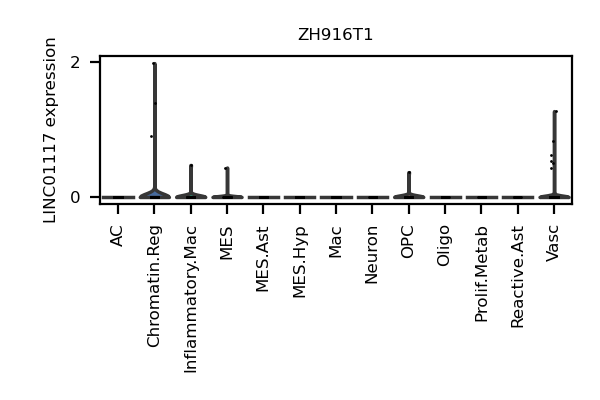 ZH916T1
LINC01117 expression
2
0
AC
Chromatin.Reg
Inflammatory.Mac
MES
MES.Ast
MES.Hyp
Mac
Neuron
OPC
Oligo
Prolif.Metab
Reactive.Ast
Vasc